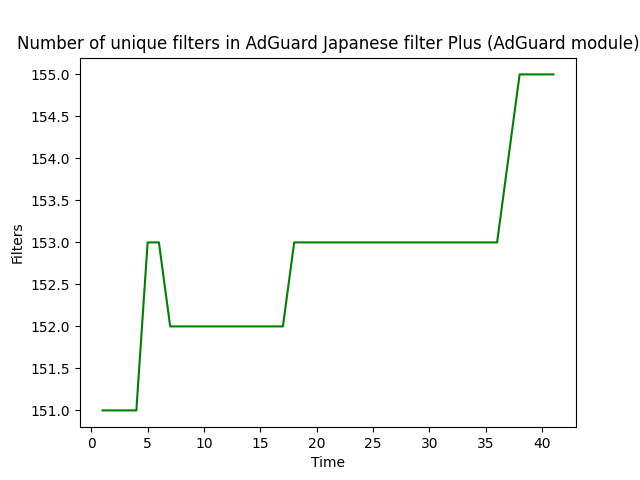 Number of unique filters in AdGuard Japanese filter Plus (AdGuard module)
155.0
154.5
154.0
153.5
153.0
152.5
152.0
151.5
151.0
Filters
0 5 10 15 20 25 30 35 40
Time